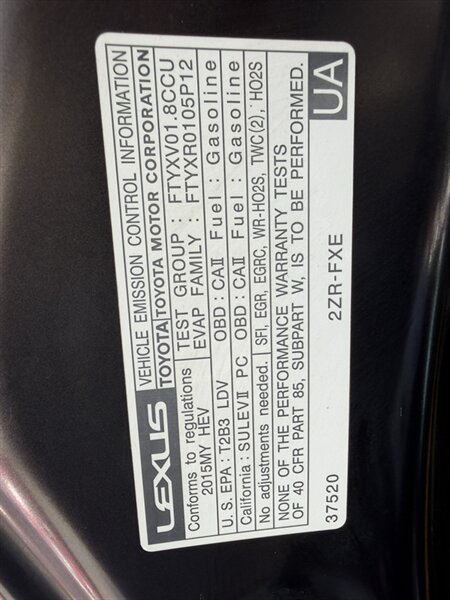 LEXUS VEHICLE EMISSION CONTROL INFORMATION
TOYOTA TOYOTA MOTOR CORPORATION
Conforms to regulations TEST GROUP : FTYXV01.8CCU
2015MY HEV EVAP FAMILY : FTYXR0105P12
U.S. EPA : T2B3 LDV OBD : CAII Fuel : Gasoline
California : SULEVII PC OBD : CAII Fuel : Gasoline
No adjustments needed. SFI, EGR, EGRC, WR-HO2S, TWC(2), HO2S
NONE OF THE PERFORMANCE WARRANTY TESTS
OF 40 CFR PART 85, SUBPART W, IS TO BE PERFORMED.
37520 2ZR-FXE UA